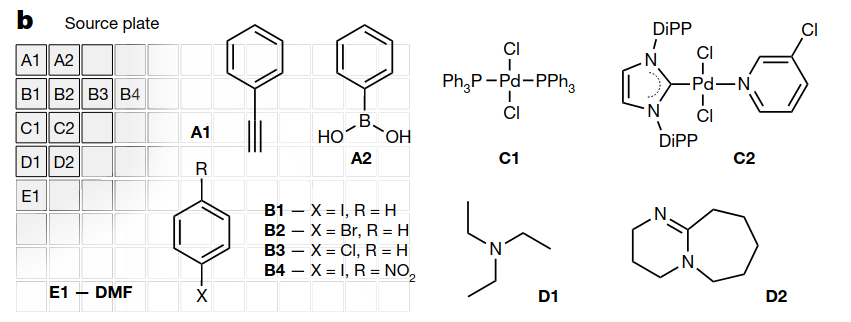 b Source plate
A1 A2
B1 B2 B3 B4
C1 C2
D1 D2
E1
E1 — DMF
A1
B
HO OH
A2
R
X
B1 — X = I, R = H
B2 — X = Br, R = H
B3 — X = Cl, R = H
B4 — X = I, R = NO2
Cl
Ph3P–Pd–PPh3
Cl
C1
DiPP
N
Cl
Cl
Pd N
N
Cl
DiPP
C2
N
D1
N
N
D2